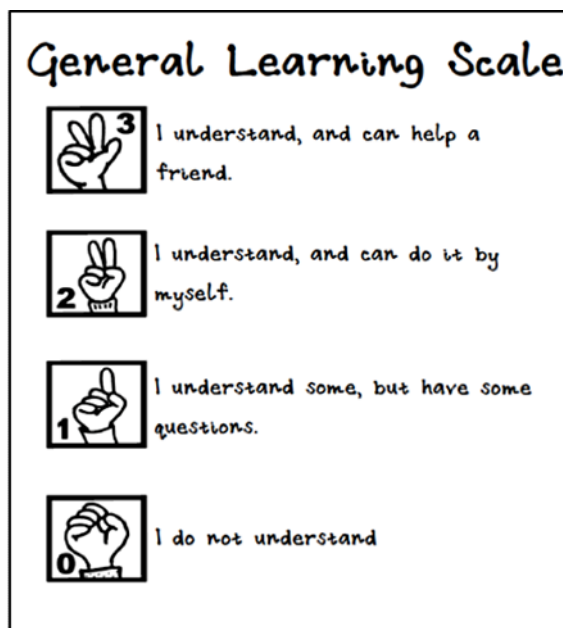 General Learning Scale
3
I understand, and can help a
friend.
2
I understand, and can do it by
myself.
1
I understand some, but have some
questions.
0
I do not understand